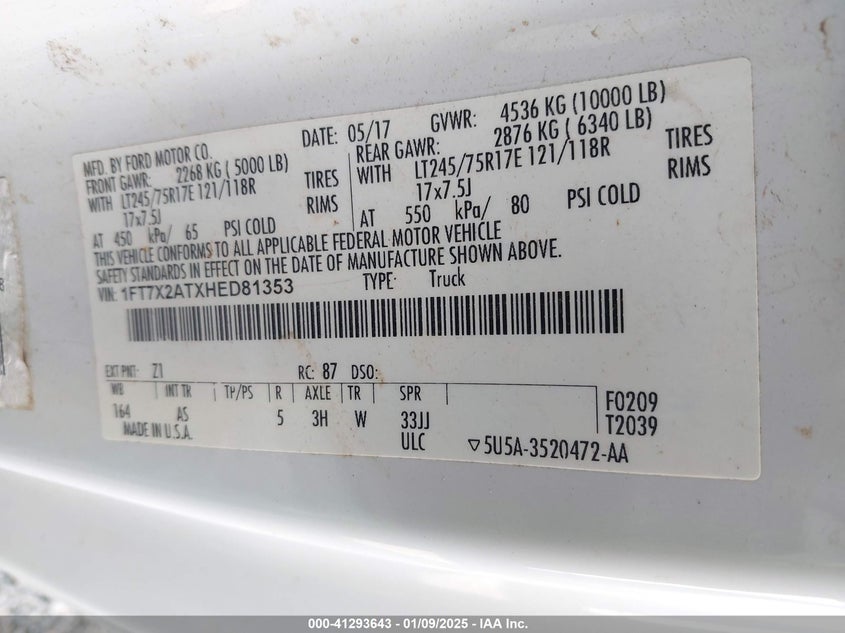 MFD. BY FORD MOTOR CO.
DATE: 05/17 GVWR: 4536 KG (10000 LB)
FRONT GAWR: 2268 KG ( 5000 LB)
REAR GAWR: 2876 KG ( 6340 LB)
WITH LT245/75R17E 121/118R TIRES
WITH LT245/75R17E 121/118R TIRES
17x7.5J RIMS
17x7.5J RIMS
AT 450 kPa/ 65 PSI COLD
AT 550 kPa/ 80 PSI COLD
THIS VEHICLE CONFORMS TO ALL APPLICABLE FEDERAL MOTOR VEHICLE
SAFETY STANDARDS IN EFFECT ON THE DATE OF MANUFACTURE SHOWN ABOVE.
VIN: 1FT7X2ATXHED81353 TYPE: Truck
EXT PNT: Z1 RC: 87 DSO:
WB INT TR TP/PS R AXLE TR SPR
164 AS 5 3H W 33JJ F0209
MADE IN U.S.A. ULC T2039
▽5U5A-3520472-AA
000-41293643 - 01/09/2025 - IAA Inc.